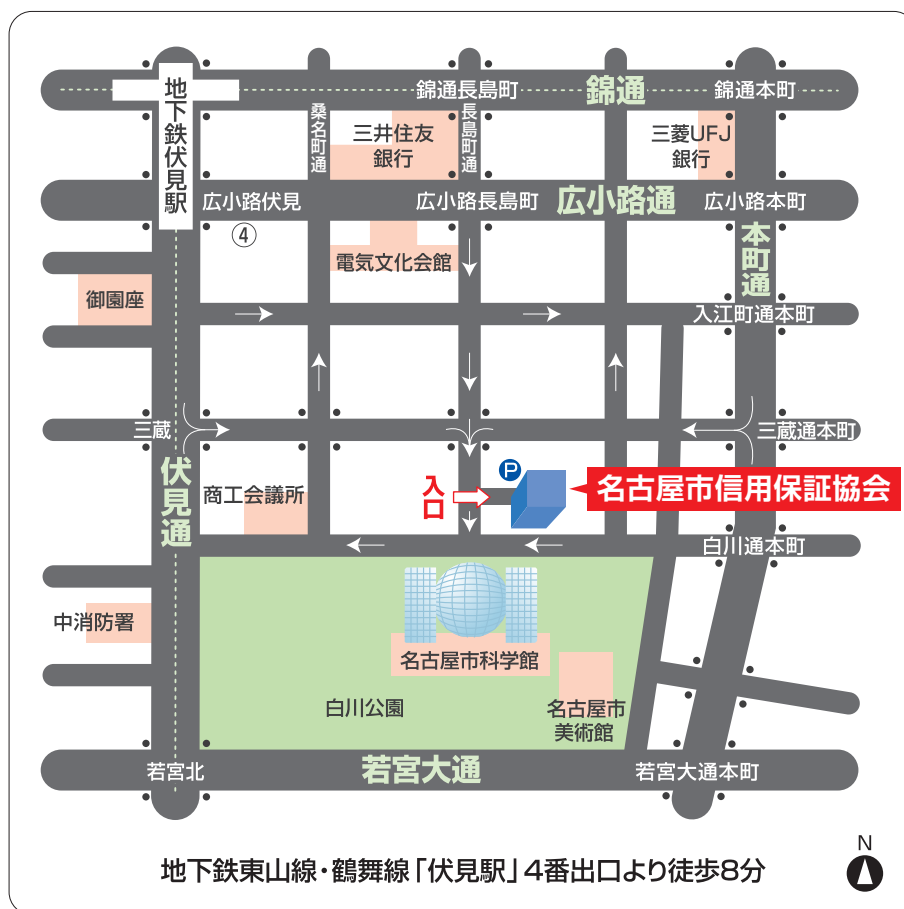 地下鉄伏見駅
錦通長島町
錦通
錦通本町
桑名町通
長島町通
三井住友
銀行
三菱UFJ
銀行
広小路伏見
広小路長島町
広小路通
広小路本町
④
電気文化会館
本町通
御園座
入江町通本町
三蔵
三蔵通本町
伏見通
商工会議所
入口
P
名古屋市信用保証協会
白川通本町
中消防署
名古屋市科学館
白川公園
名古屋市
美術館
若宮北
若宮大通
若宮大通本町
地下鉄東山線・鶴舞線「伏見駅」4番出口より徒歩8分
N